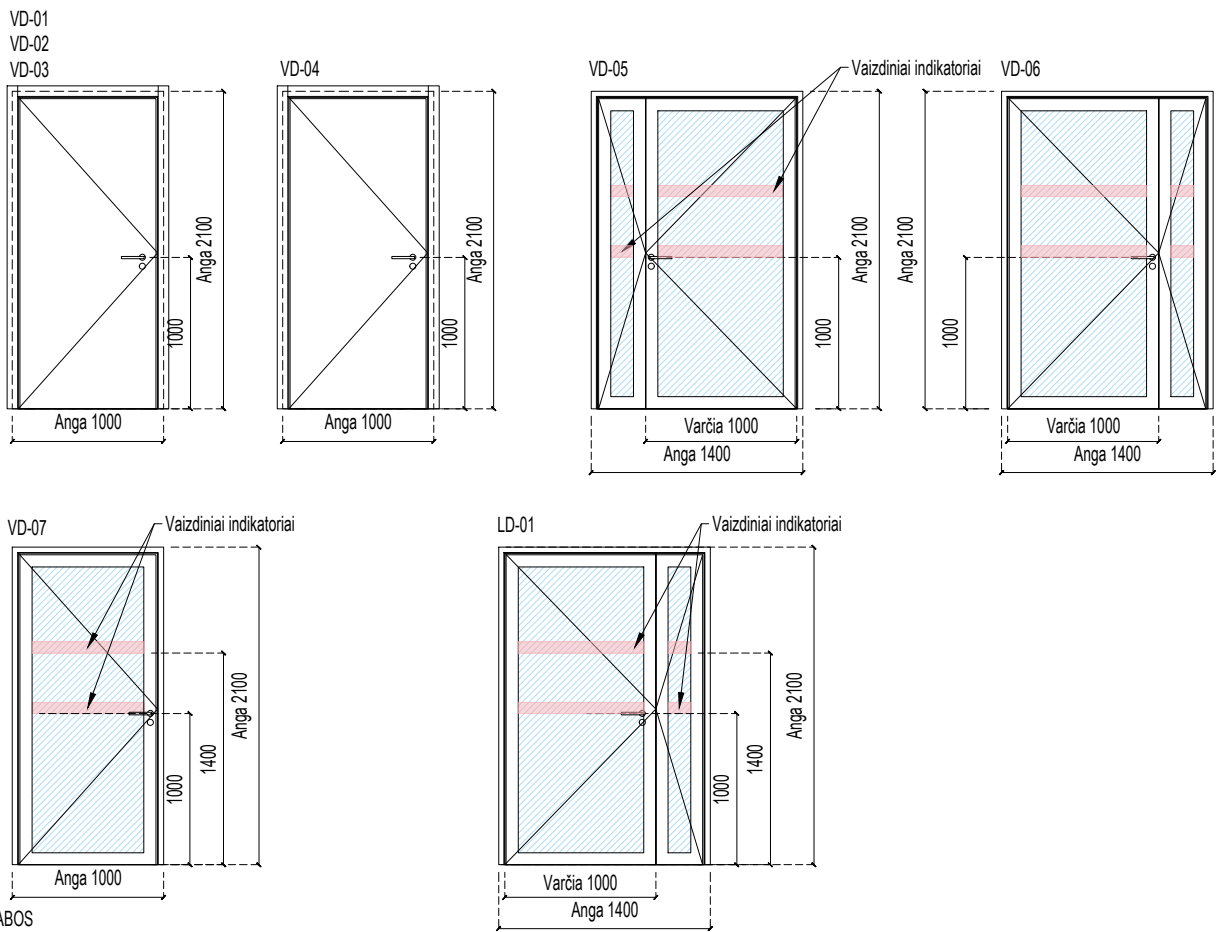 VD-01
VD-02
VD-03
VD-04
VD-05
Vaizdiniai indikatoriai
VD-06
Anga 2100
1000
Anga 1000
Anga 2100
1000
Anga 1000
Anga 2100
1000
Varčia 1000
Anga 1400
Anga 2100
1000
Varčia 1000
Anga 1400
VD-07
Vaizdiniai indikatoriai
LD-01
Vaizdiniai indikatoriai
Anga 2100
1400
1000
Anga 1000
Anga 2100
1400
1000
Varčia 1000
Anga 1400
ABOS